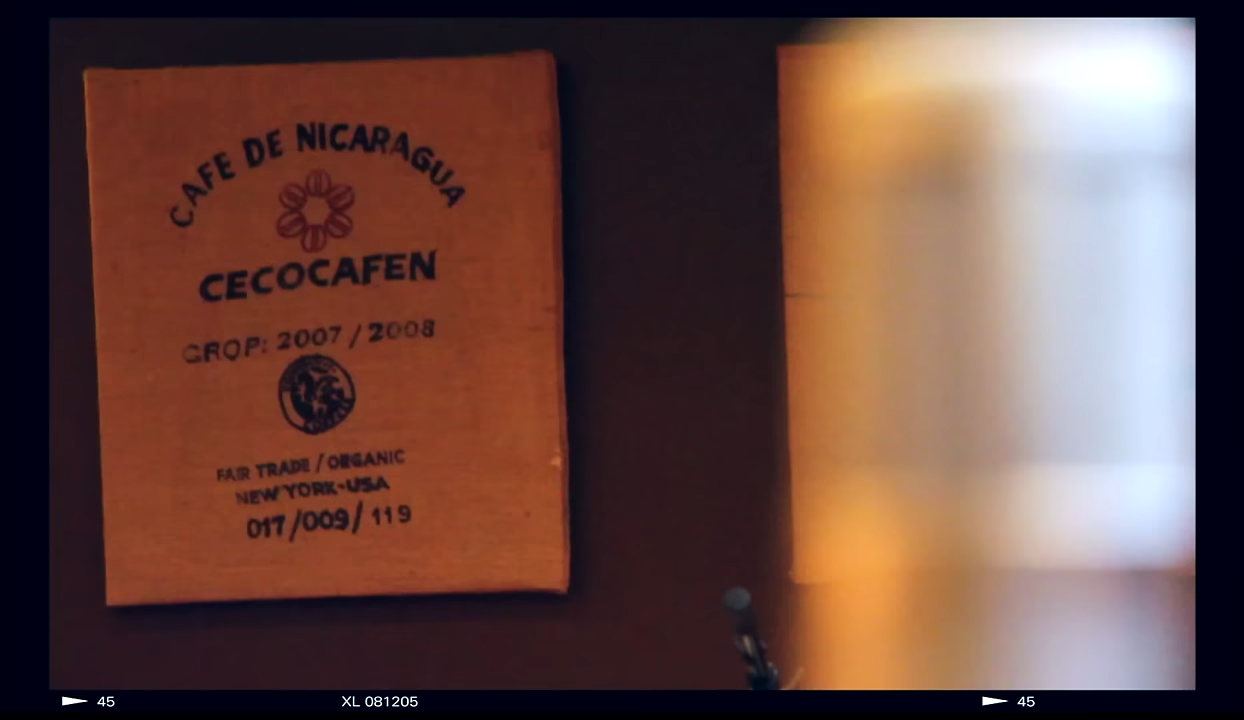 CAFE DE NICARAGUA
CECOCAFEN
CROP: 2007 / 2008
FAIR TRADE / ORGANIC
NEW YORK-USA
017/009/119
45 XL 081205 45